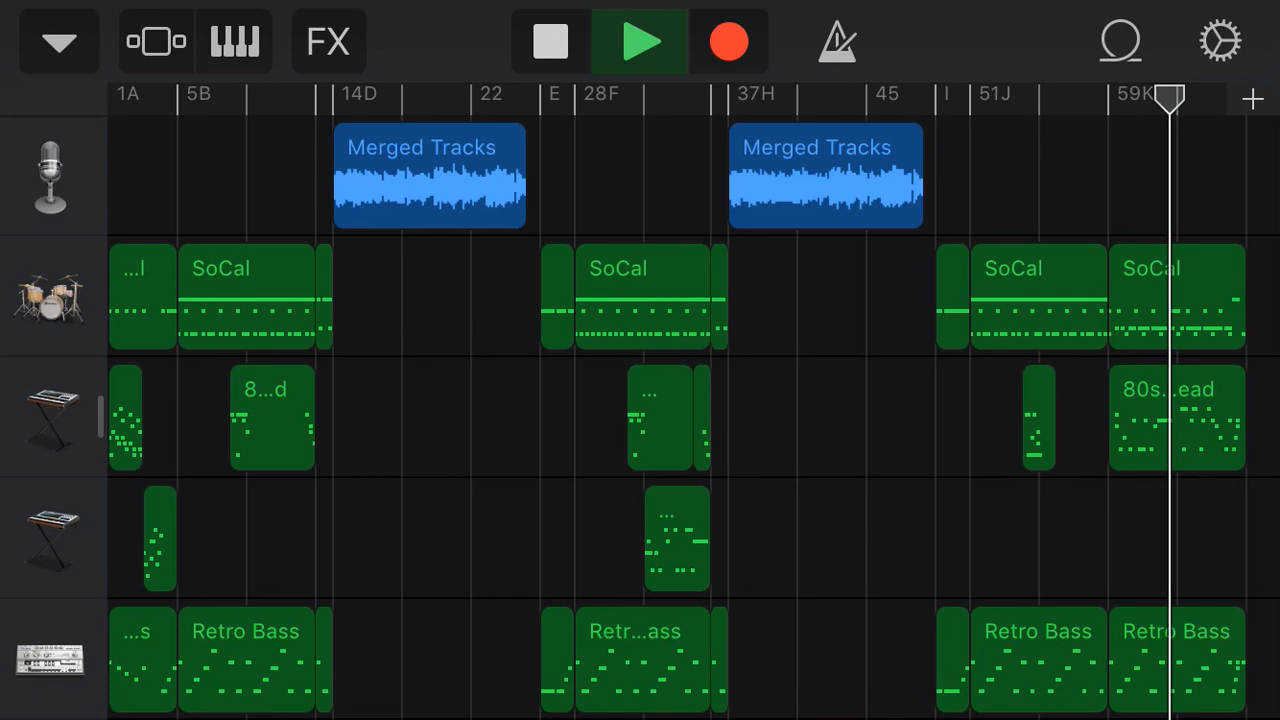 FX
1A 5B 14D 22 E 28F 37H 45 I 51J 59K
Merged Tracks Merged Tracks
...l SoCal SoCal SoCal SoCal
8...d ... 80s...ead
...
...s Retro Bass Retr...ass Retro Bass Retro Bass